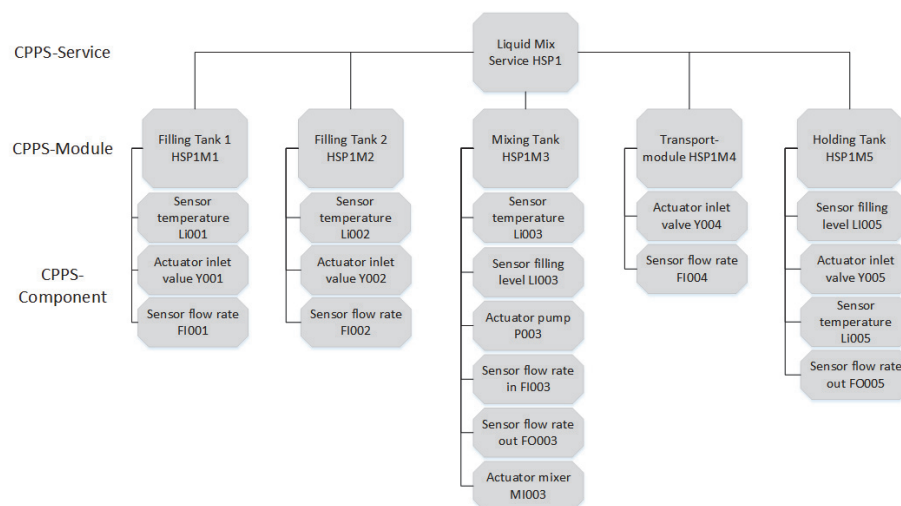 CPPS-Service
Liquid Mix
Service HSP1
CPPS-Module
Filling Tank 1
HSP1M1
Filling Tank 2
HSP1M2
Mixing Tank
HSP1M3
Transport-
module HSP1M4
Holding Tank
HSP1M5
CPPS-
Component
Sensor
temperature
Li001
Actuator inlet
value Y001
Sensor flow rate
FI001
Sensor
temperature
Li002
Actuator inlet
value Y002
Sensor flow rate
FI002
Sensor
temperature
Li003
Sensor filling
level LI003
Actuator pump
P003
Sensor flow rate
in FI003
Sensor flow rate
out FO003
Actuator mixer
MI003
Actuator inlet
valve Y004
Sensor flow rate
FI004
Sensor filling
level LI005
Actuator inlet
valve Y005
Sensor
temperature
Li005
Sensor flow rate
out FO005